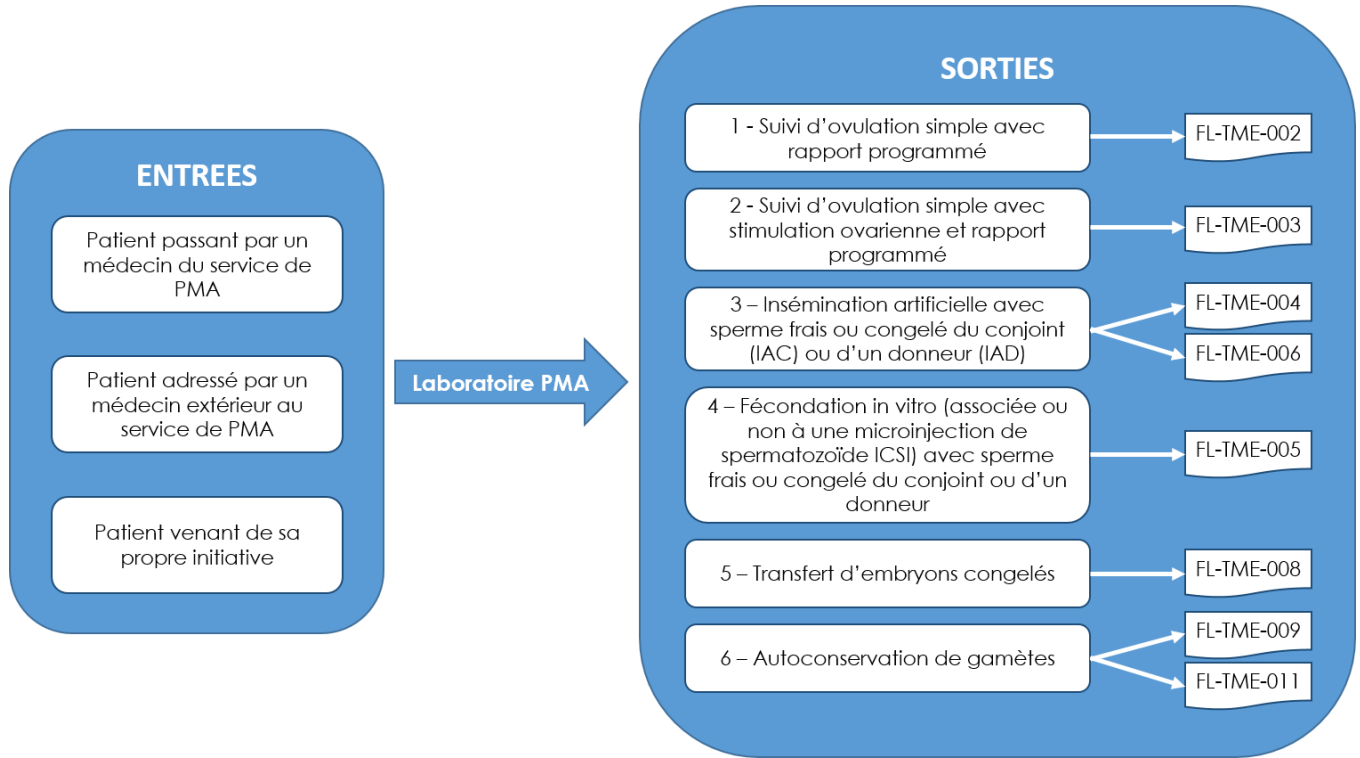 ENTREES
Patient passant par un
médecin du service de
PMA
Patient adressé par un
médecin extérieur au
service de PMA
Patient venant de sa
propre initiative
Laboratoire PMA
SORTIES
1 - Suivi d’ovulation simple avec
rapport programmé
FL-TME-002
2 - Suivi d’ovulation simple avec
stimulation ovarienne et rapport
programmé
FL-TME-003
3 – Insémination artificielle avec
sperme frais ou congelé du conjoint
(IAC) ou d’un donneur (IAD)
FL-TME-004
FL-TME-006
4 – Fécondation in vitro (associée ou
non à une microinjection de
spermatozoïde ICSI) avec sperme
frais ou congelé du conjoint ou d’un
donneur
FL-TME-005
5 – Transfert d’embryons congelés
FL-TME-008
6 – Autoconservation de gamètes
FL-TME-009
FL-TME-011